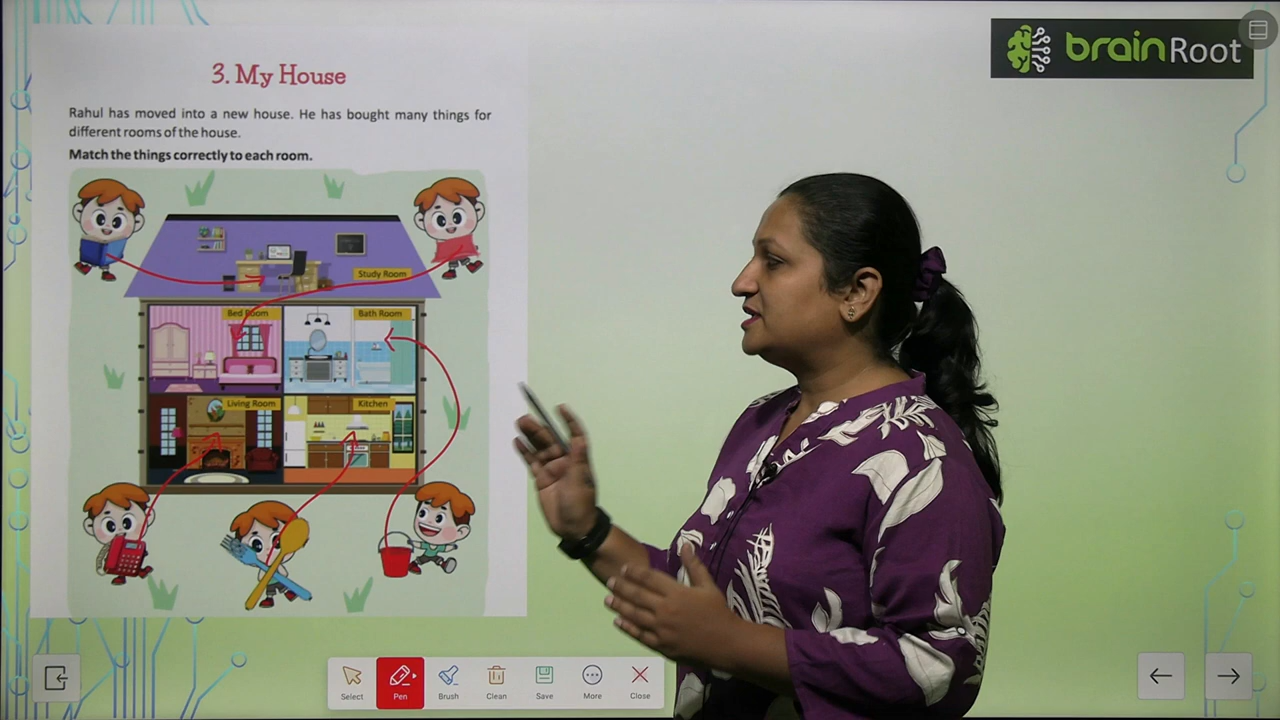 brainRoot
3. My House
Rahul has moved into a new house. He has bought many things for
different rooms of the house.
Match the things correctly to each room.
Study Room
Bed Room
Bath Room
Living Room
Kitchen
Select
Pen
Brush
Clean
Save
More
Close